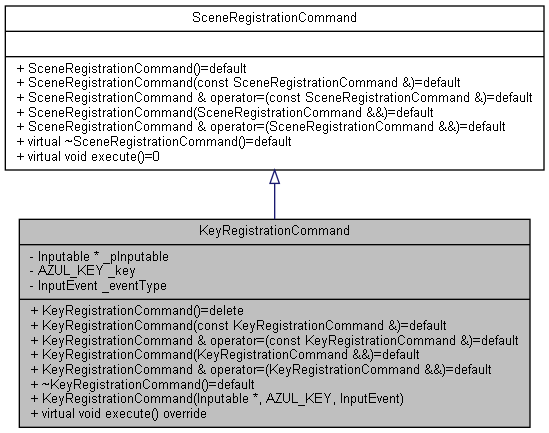 SceneRegistrationCommand
+ SceneRegistrationCommand()=default
+ SceneRegistrationCommand(const SceneRegistrationCommand &)=default
+ SceneRegistrationCommand & operator=(const SceneRegistrationCommand &)=default
+ SceneRegistrationCommand(SceneRegistrationCommand &&)=default
+ SceneRegistrationCommand & operator=(SceneRegistrationCommand &&)=default
+ virtual ~SceneRegistrationCommand()=default
+ virtual void execute()=0
KeyRegistrationCommand
- Inputable * _pInputable
- AZUL_KEY _key
- InputEvent _eventType
+ KeyRegistrationCommand()=delete
+ KeyRegistrationCommand(const KeyRegistrationCommand &)=default
+ KeyRegistrationCommand & operator=(const KeyRegistrationCommand &)=default
+ KeyRegistrationCommand(KeyRegistrationCommand &&)=default
+ KeyRegistrationCommand & operator=(KeyRegistrationCommand &&)=default
+ ~KeyRegistrationCommand()=default
+ KeyRegistrationCommand(Inputable *, AZUL_KEY, InputEvent)
+ virtual void execute() override